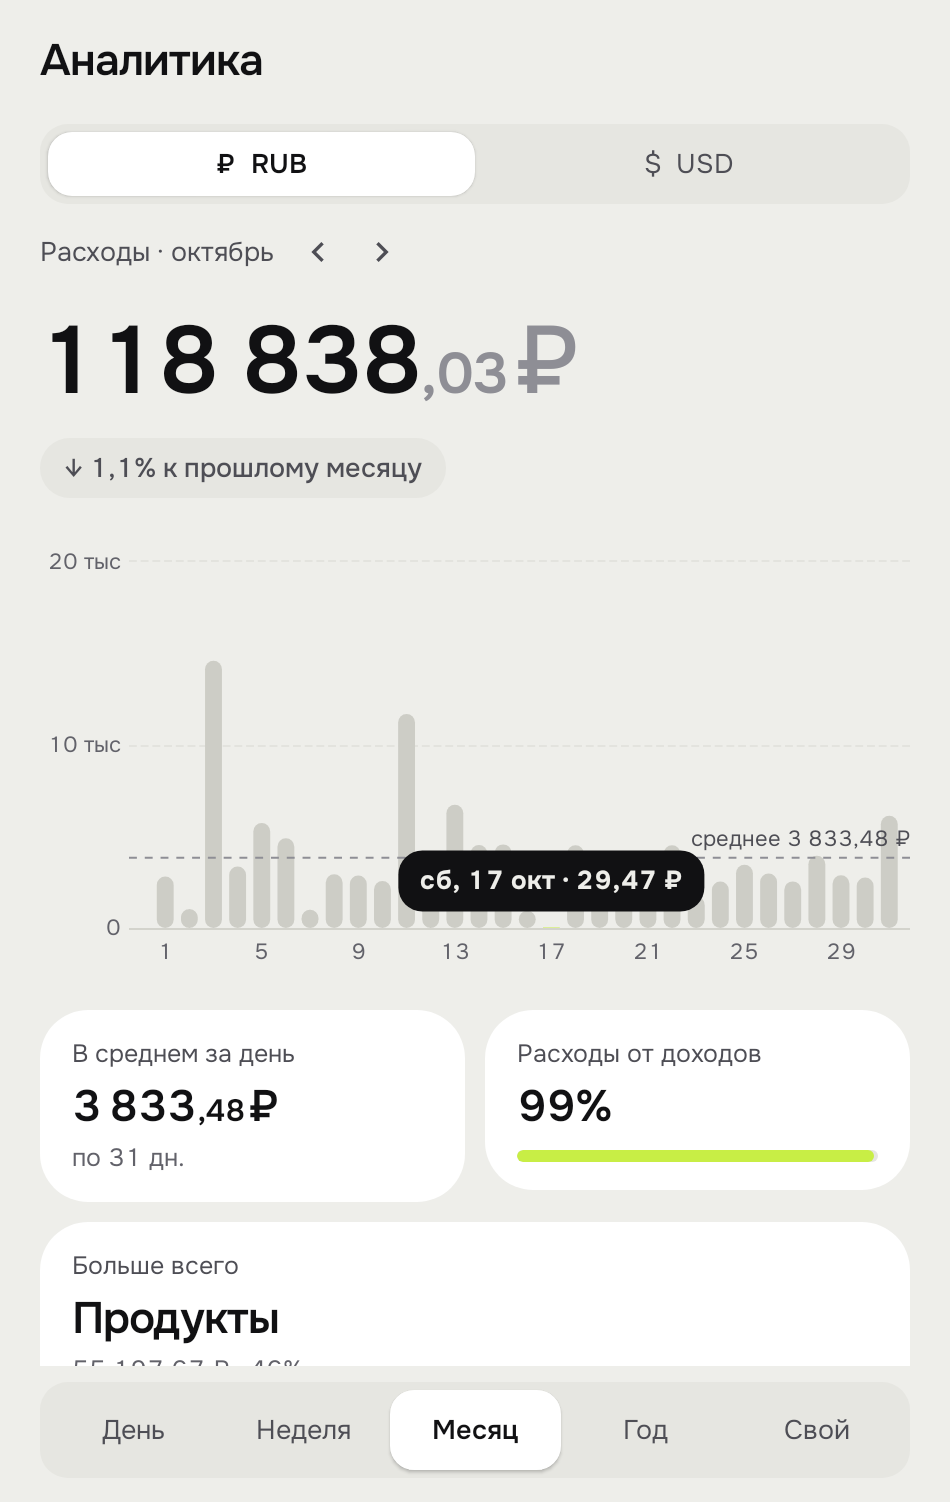 Аналитика
₽ RUB
$ USD
Расходы · октябрь
118 838,03 ₽
↓ 1,1% к прошлому месяцу
20 тыс
10 тыс
среднее 3 833,48 ₽
сб, 17 окт · 29,47 ₽
0
1 5 9 13 17 21 25 29
В среднем за день
3 833,48 ₽
по 31 дн.
Расходы от доходов
99%
Больше всего
Продукты
День Неделя Месяц Год Свой